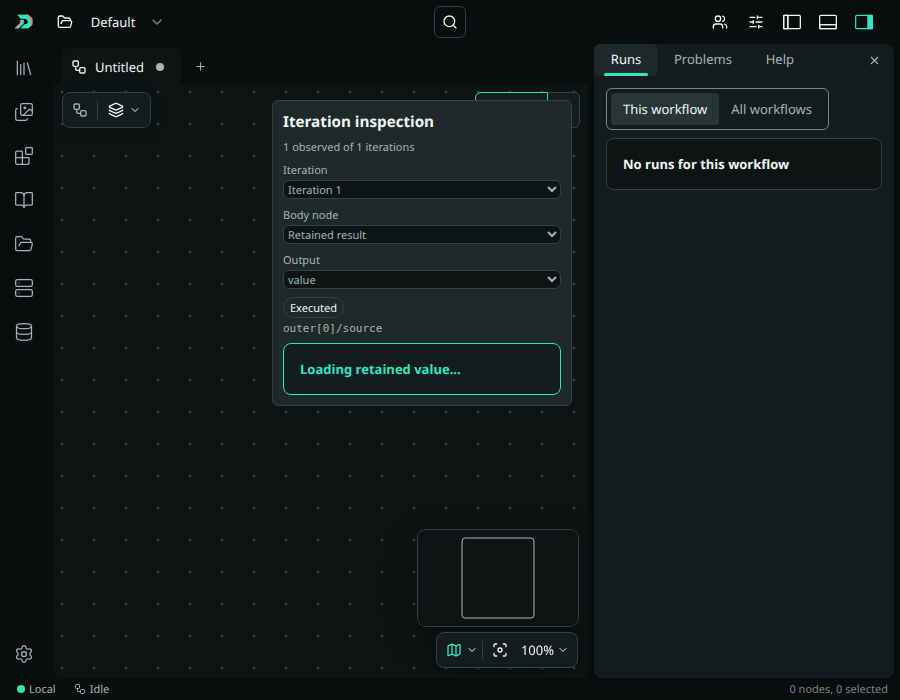 Default
Untitled
Runs
Problems
Help
This workflow
All workflows
No runs for this workflow
Iteration inspection
1 observed of 1 iterations
Iteration
Iteration 1
Body node
Retained result
Output
value
Executed
outer[0]/source
Loading retained value...
100%
Local
Idle
0 nodes, 0 selected